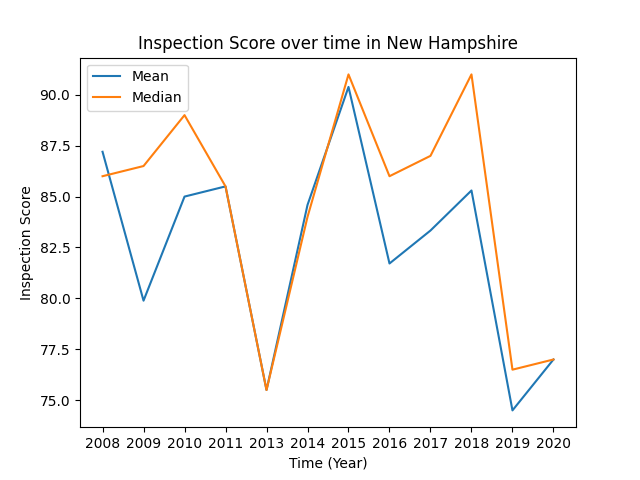 Inspection Score over time in New Hampshire
Mean
Median
90.0
87.5
85.0
82.5
80.0
77.5
75.0
Inspection Score
2008 2009 2010 2011 2013 2014 2015 2016 2017 2018 2019 2020
Time (Year)